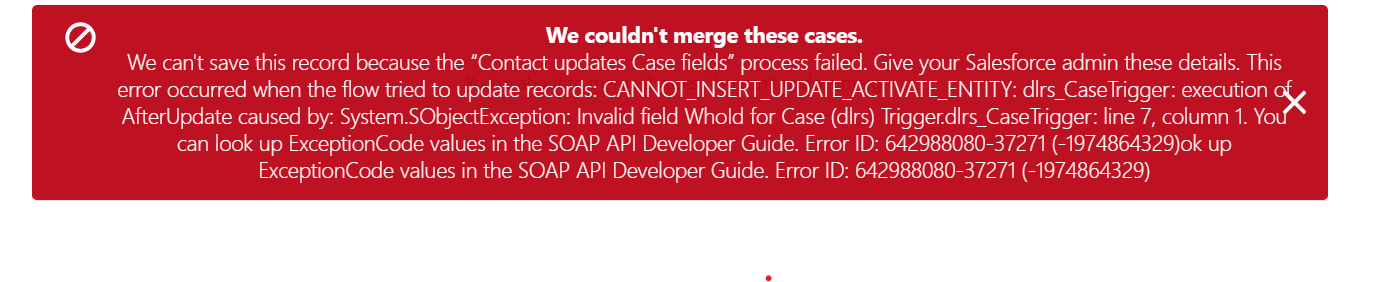 We couldn't merge these cases.
We can't save this record because the “Contact updates Case fields” process failed. Give your Salesforce admin these details. This
error occurred when the flow tried to update records: CANNOT_INSERT_UPDATE_ACTIVATE_ENTITY: dlrs_CaseTrigger: execution of
AfterUpdate caused by: System.SObjectException: Invalid field WhoId for Case (dlrs) Trigger.dlrs_CaseTrigger: line 7, column 1. You
can look up ExceptionCode values in the SOAP API Developer Guide. Error ID: 642988080-37271 (-1974864329)ok up
ExceptionCode values in the SOAP API Developer Guide. Error ID: 642988080-37271 (-1974864329)